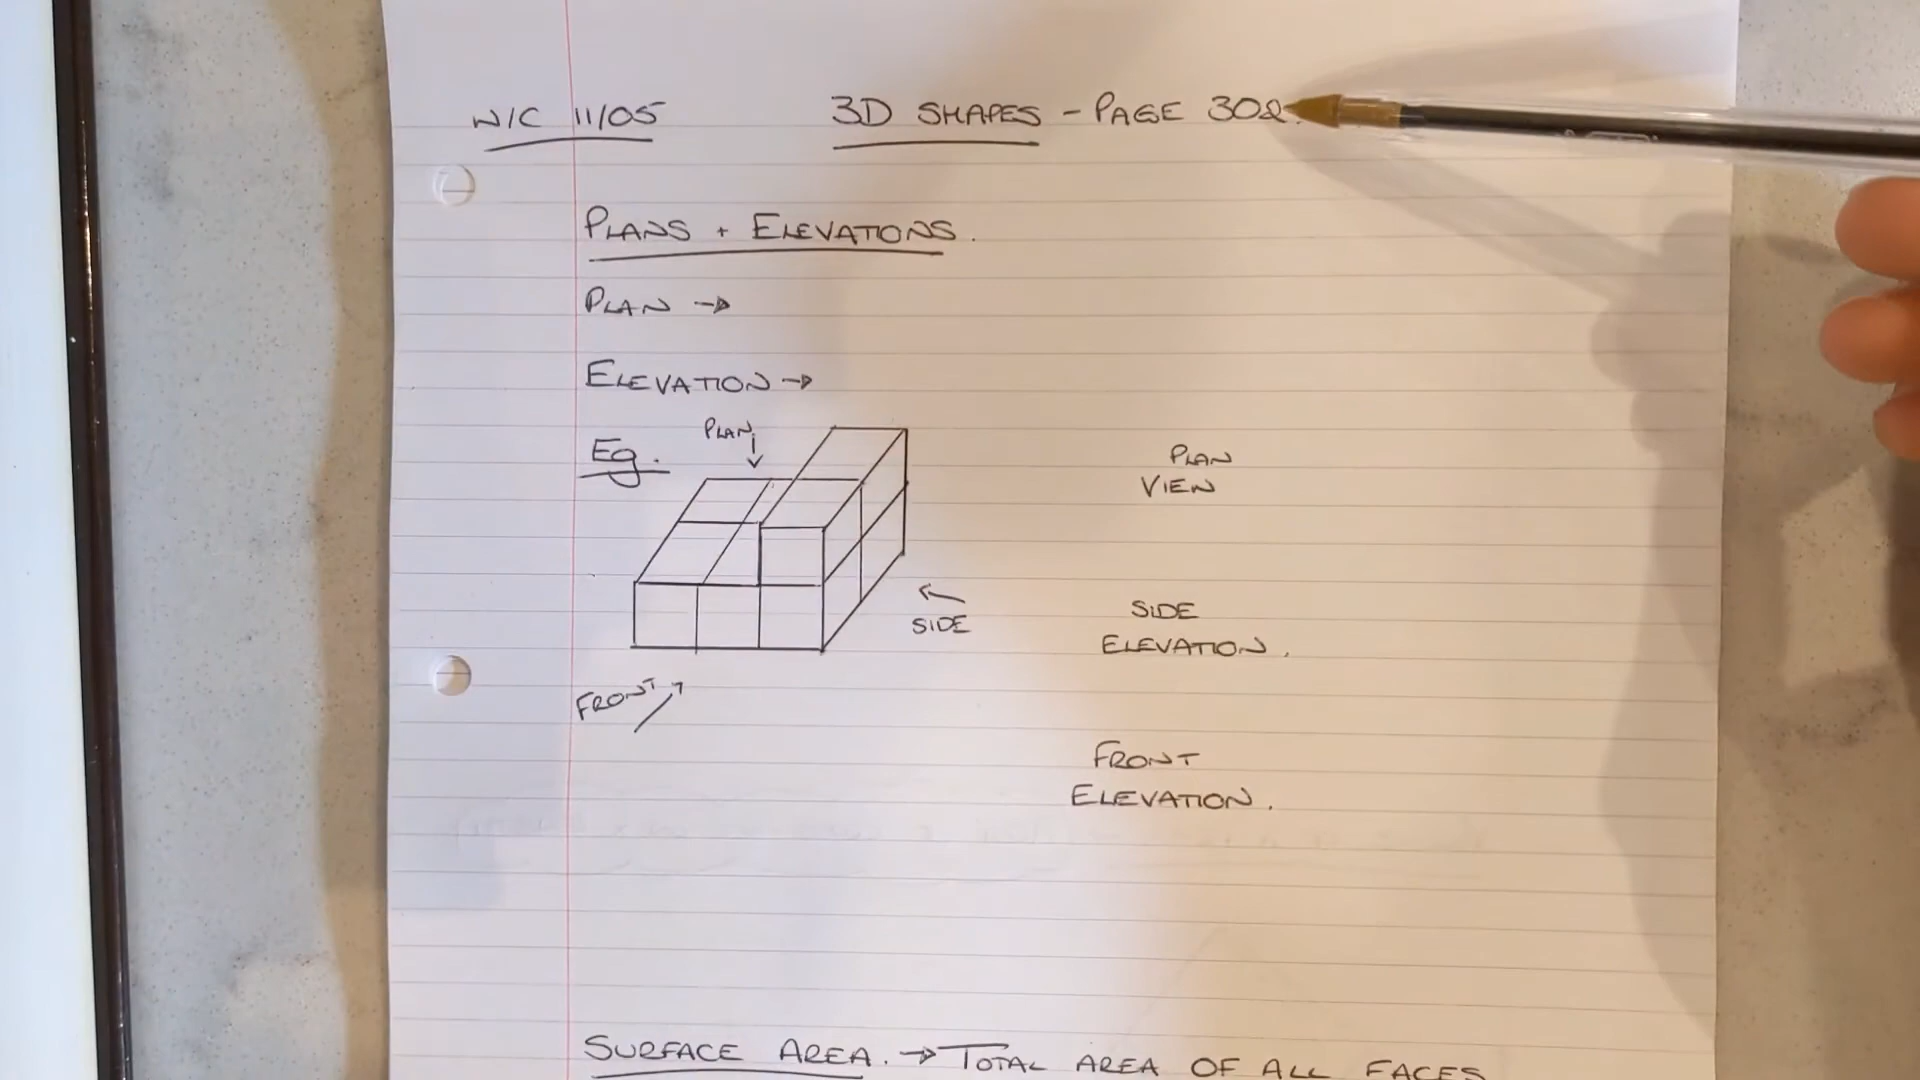 W/C 11/05
3D SHAPES - PAGE 302.
PLANS + ELEVATIONS.
PLAN →
ELEVATION →
Eg.
PLAN
PLAN
VIEW
SIDE
SIDE
ELEVATION.
FRONT
FRONT
ELEVATION.
SURFACE AREA. → TOTAL AREA OF ALL FACES